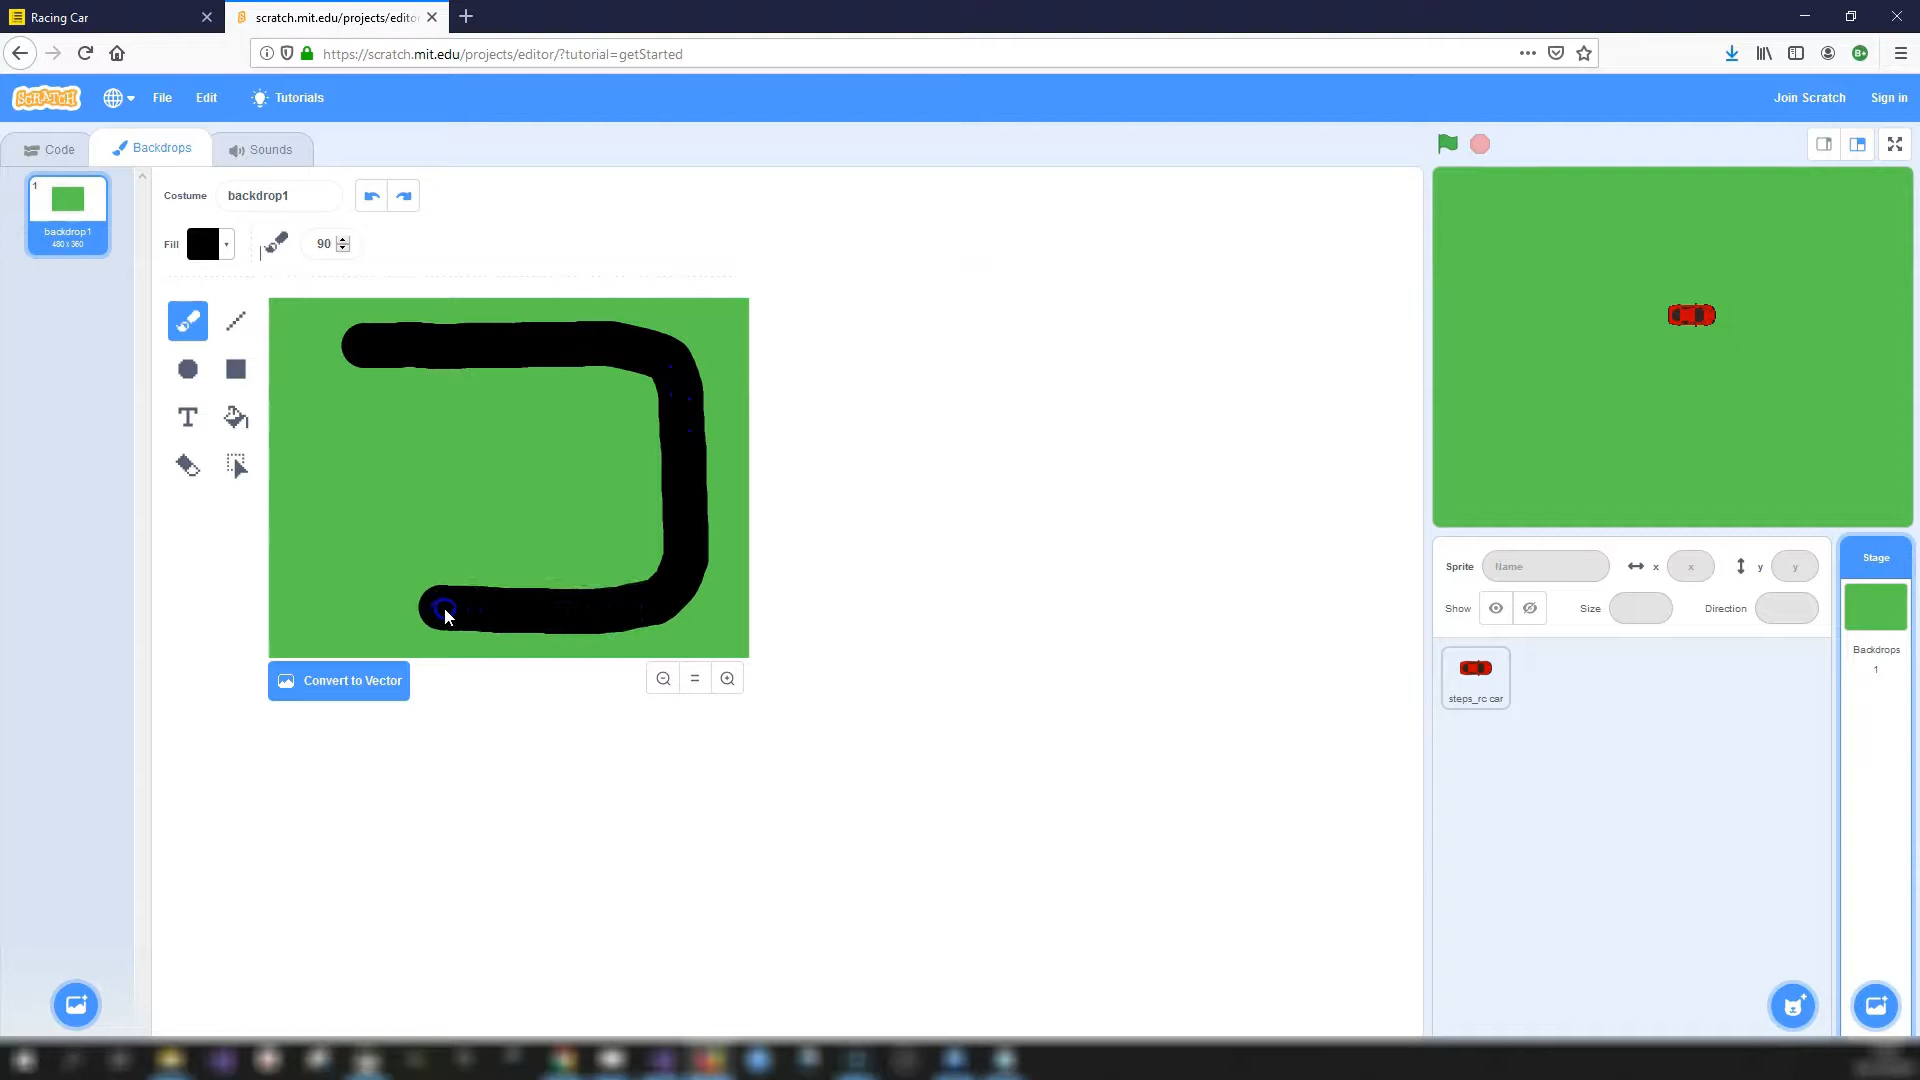 Racing Car
scratch.mit.edu/projects/edito
https://scratch.mit.edu/projects/editor/?tutorial=getStarted
B+
SCRATCH
File
Edit
Tutorials
Join Scratch
Sign in
Code
Backdrops
Sounds
1
backdrop1
480 x 360
Costume
backdrop1
Fill
90
T
Convert to Vector
=
Sprite
Name
x
x
y
y
Show
Size
Direction
steps_rc car
Stage
Backdrops
1